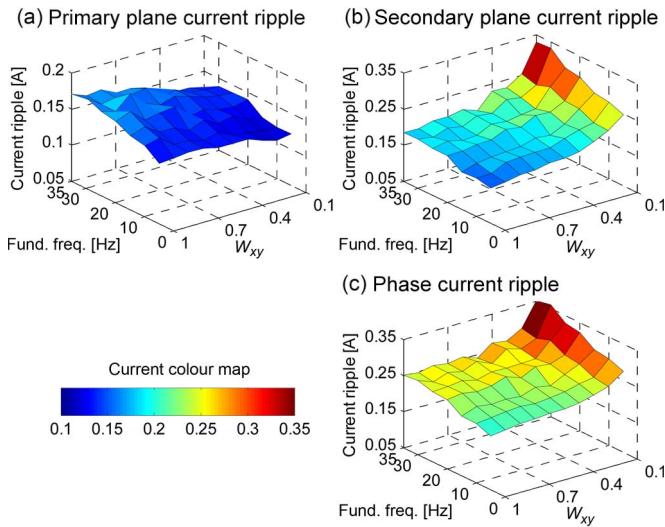 (a) Primary plane current ripple
Current ripple [A]
0.2
0.15
0.1
0.05
35
30
20
10
0
Fund. freq. [Hz]
1
0.7
0.4
0.1
Wxy
(b) Secondary plane current ripple
Current ripple [A]
0.35
0.25
0.15
0.05
35
30
20
10
0
Fund. freq. [Hz]
1
0.7
0.4
0.1
Wxy
Current colour map
0.1 0.15 0.2 0.25 0.3 0.35
(c) Phase current ripple
Current ripple [A]
0.35
0.25
0.15
0.05
35
30
20
10
0
Fund. freq. [Hz]
1
0.7
0.4
0.1
Wxy